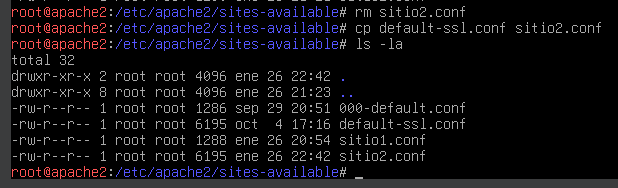 root@apache2:/etc/apache2/sites-available# rm sitio2.conf
root@apache2:/etc/apache2/sites-available# cp default-ssl.conf sitio2.conf
root@apache2:/etc/apache2/sites-available# ls -la
total 32
drwxr-xr-x 2 root root 4096 ene 26 22:42 .
drwxr-xr-x 8 root root 4096 ene 26 21:23 ..
-rw-r--r-- 1 root root 1286 sep 29 20:51 000-default.conf
-rw-r--r-- 1 root root 6195 oct  4 17:16 default-ssl.conf
-rw-r--r-- 1 root root 1288 ene 26 20:54 sitio1.conf
-rw-r--r-- 1 root root 6195 ene 26 22:42 sitio2.conf
root@apache2:/etc/apache2/sites-available# _